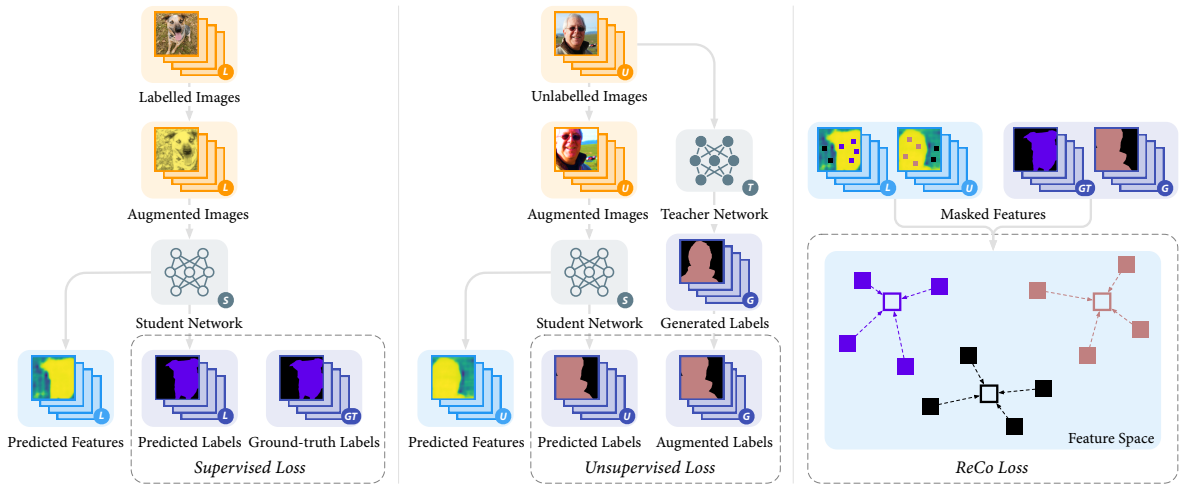 L
Labelled Images
L
Augmented Images
S
Student Network
L
Predicted Features
L
Predicted Labels
GT
Ground-truth Labels
Supervised Loss
U
Unlabelled Images
U
Augmented Images
T
Teacher Network
S
Student Network
G
Generated Labels
U
Predicted Features
U
Predicted Labels
G
Augmented Labels
Unsupervised Loss
L
U
GT
G
Masked Features
Feature Space
ReCo Loss